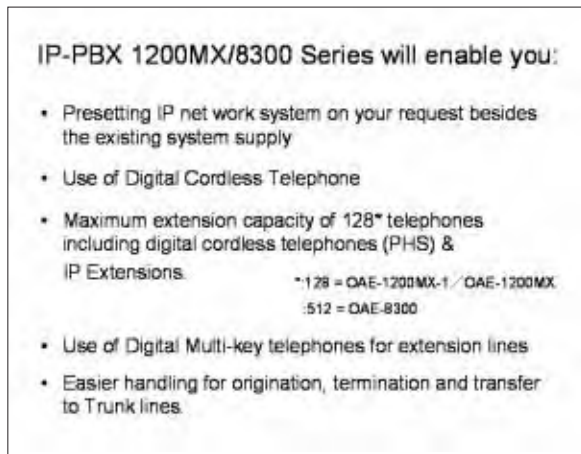 IP-PBX 1200MX/8300 Series will enable you:
• Presetting IP net work system on your request besides
the existing system supply
• Use of Digital Cordless Telephone
• Maximum extension capacity of 128* telephones
including digital cordless telephones (PHS) &
IP Extensions.
*:128 = OAE-1200MX-1／OAE-1200MX
:512 = OAE-8300
• Use of Digital Multi-key telephones for extension lines
• Easier handling for origination, termination and transfer
to Trunk lines.